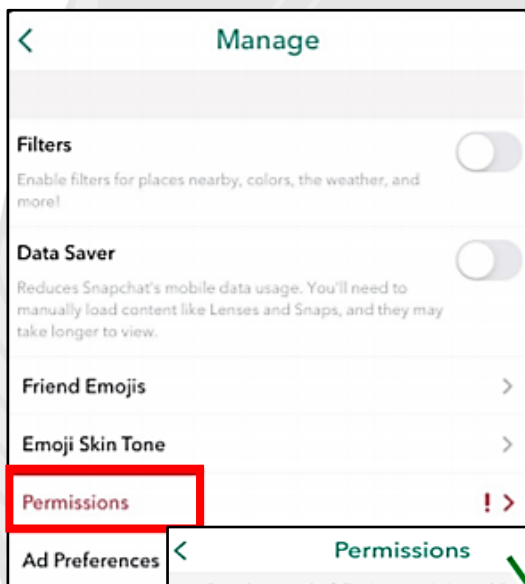 Manage
Filters
Enable filters for places nearby, colors, the weather, and
more!
Data Saver
Reduces Snapchat's mobile data usage. You'll need to
manually load content like Lenses and Snaps, and they may
take longer to view.
Friend Emojis
Emoji Skin Tone
Permissions
!
Ad Preferences
Permissions